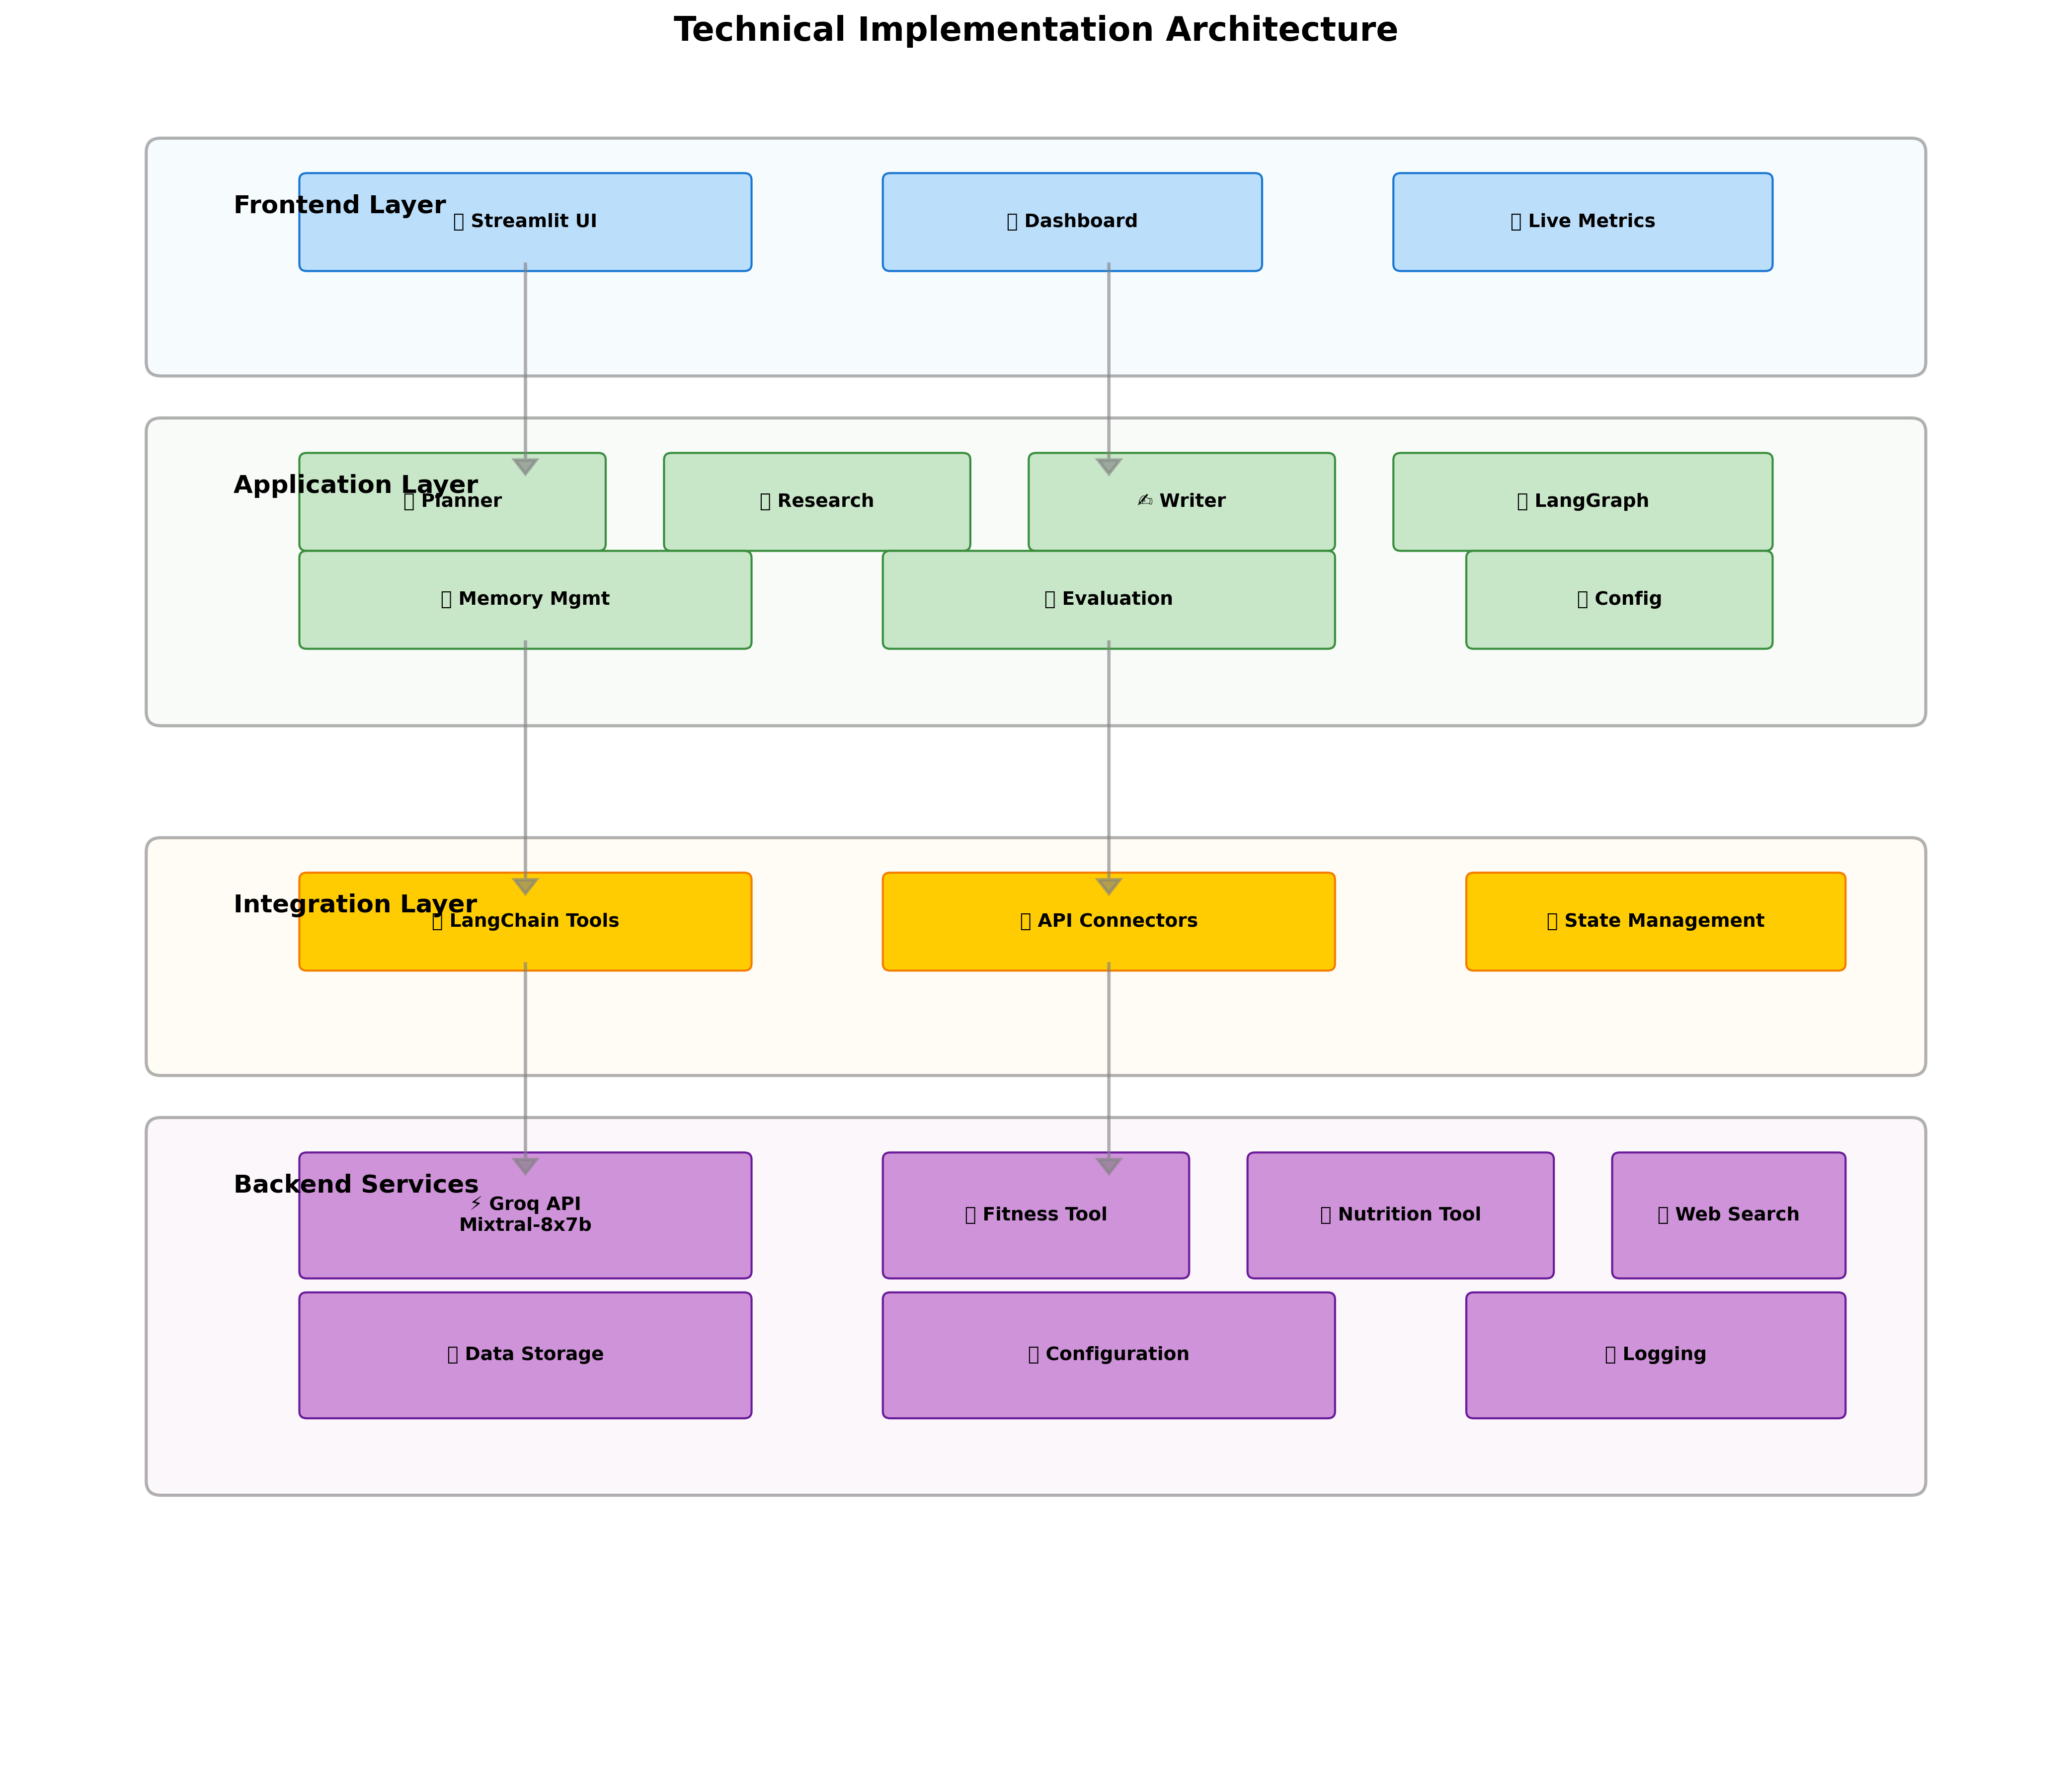 Technical Implementation Architecture
Frontend Layer
Streamlit UI
Dashboard
Live Metrics
Application Layer
Planner
Research
✍ Writer
LangGraph
Memory Mgmt
Evaluation
Config
Integration Layer
LangChain Tools
API Connectors
State Management
Backend Services
⚡ Groq API
Mixtral-8x7b
Fitness Tool
Nutrition Tool
Web Search
Data Storage
Configuration
Logging